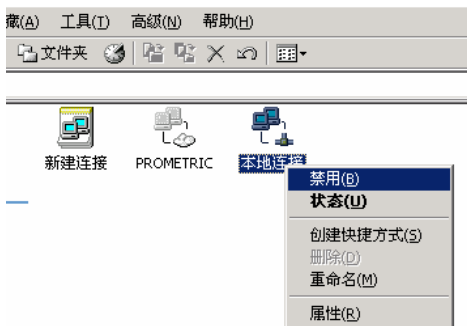 藏(A) 工具(T) 高级(N) 帮助(H)
文件夹
新建连接 PROMETRIC 本地连接
禁用(B)
状态(U)
创建快捷方式(S)
删除(D)
重命名(M)
属性(R)